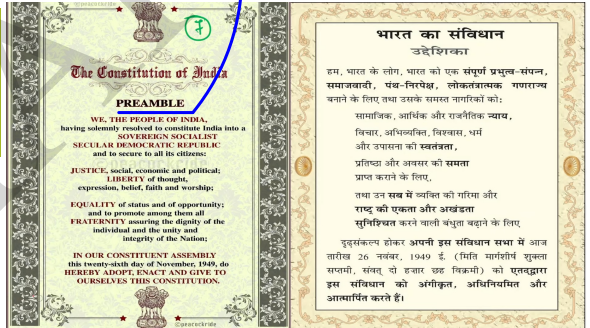 The Constitution of India
PREAMBLE
WE, THE PEOPLE OF INDIA,
having solemnly resolved to constitute India into a
SOVEREIGN SOCIALIST
SECULAR DEMOCRATIC REPUBLIC
and to secure to all its citizens:
JUSTICE, social, economic and political;
LIBERTY of thought,
expression, belief, faith and worship;
EQUALITY of status and of opportunity;
and to promote among them all
FRATERNITY assuring the dignity of the
individual and the unity and
integrity of the Nation;
IN OUR CONSTITUENT ASSEMBLY
this twenty-sixth day of November, 1949, do
HEREBY ADOPT, ENACT AND GIVE TO
OURSELVES THIS CONSTITUTION.
©peacockride
भारत का संविधान
उद्देशिका
हम, भारत के लोग, भारत को एक संपूर्ण प्रभुत्व-संपन्न,
समाजवादी, पंथ-निरपेक्ष, लोकतंत्रात्मक गणराज्य
बनाने के लिए तथा उसके समस्त नागरिकों को:
सामाजिक, आर्थिक और राजनैतिक न्याय,
विचार, अभिव्यक्ति, विश्वास, धर्म
और उपासना की स्वतंत्रता,
प्रतिष्ठा और अवसर की समता
प्राप्त कराने के लिए,
तथा उन सब में व्यक्ति की गरिमा और
राष्ट्र की एकता और अखंडता
सुनिश्चित करने वाली बंधुता बढ़ाने के लिए
दृढ़संकल्प होकर अपनी इस संविधान सभा में आज
तारीख 26 नवंबर, 1949 ई. (मिति मार्गशीर्ष शुक्ला
सप्तमी, संवत् दो हजार छह विक्रमी) को एतद्द्वारा
इस संविधान को अंगीकृत, अधिनियमित और
आत्मार्पित करते हैं।